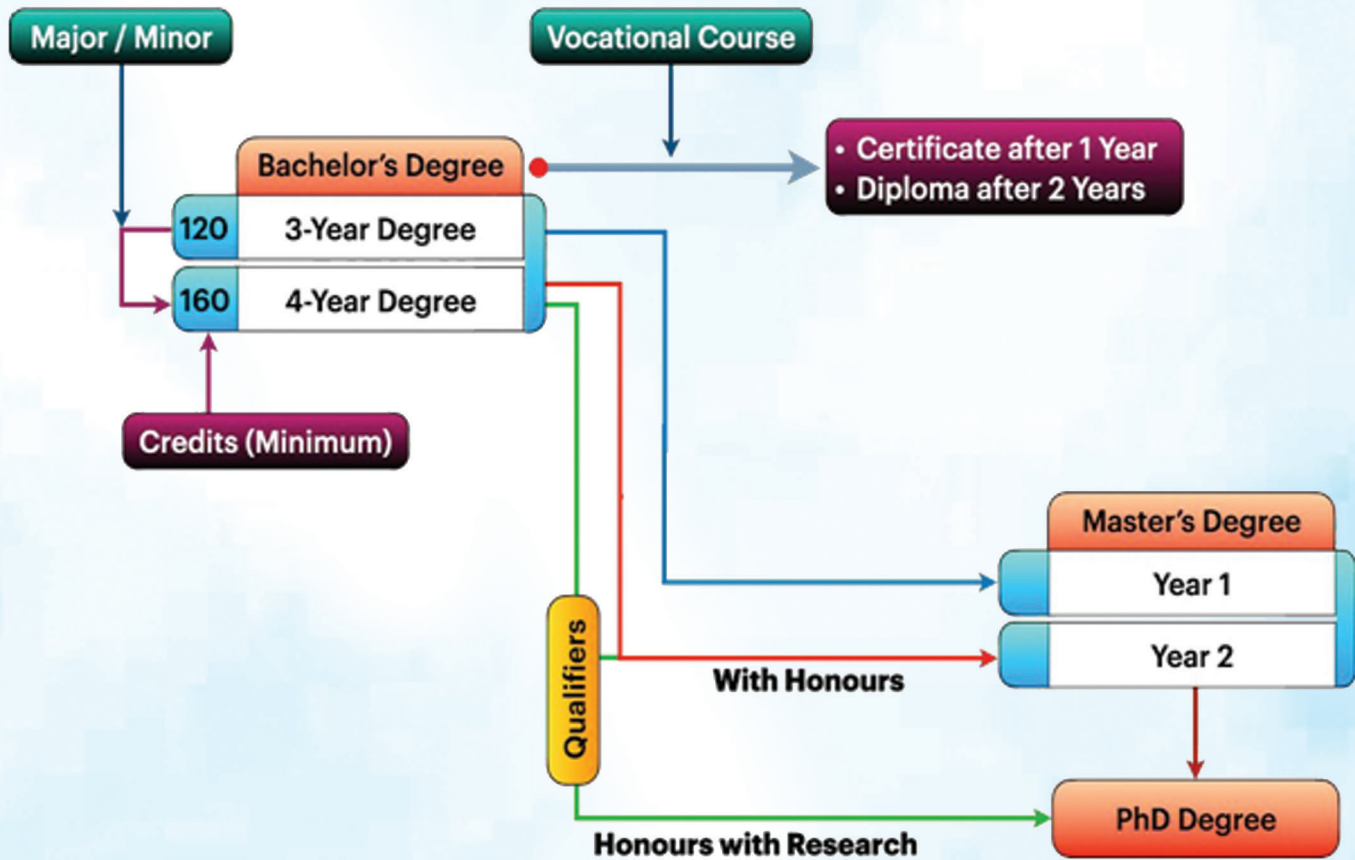 Major / Minor
Vocational Course
• Certificate after 1 Year
• Diploma after 2 Years
Bachelor's Degree
120 3-Year Degree
160 4-Year Degree
Credits (Minimum)
Master's Degree
Year 1
Year 2
With Honours
Qualifiers
PhD Degree
Honours with Research